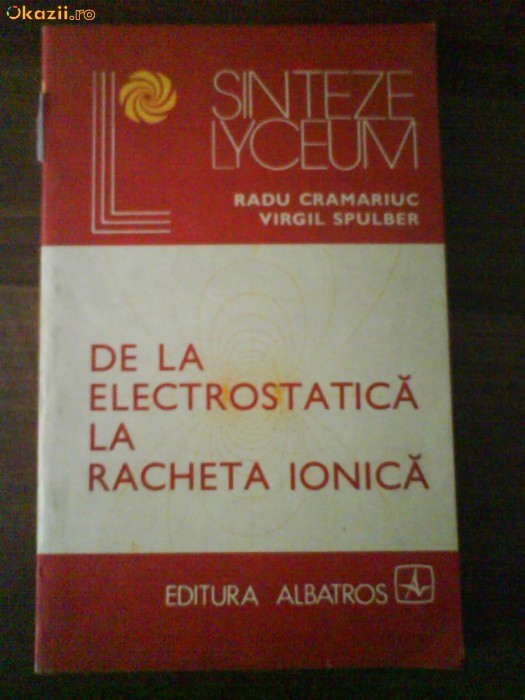 Okazii.ro
SINTEZE
LYCEUM
RADU CRAMARIUC
VIRGIL SPULBER
DE LA
ELECTROSTATICĂ
LA
RACHETA IONICĂ
EDITURA ALBATROS